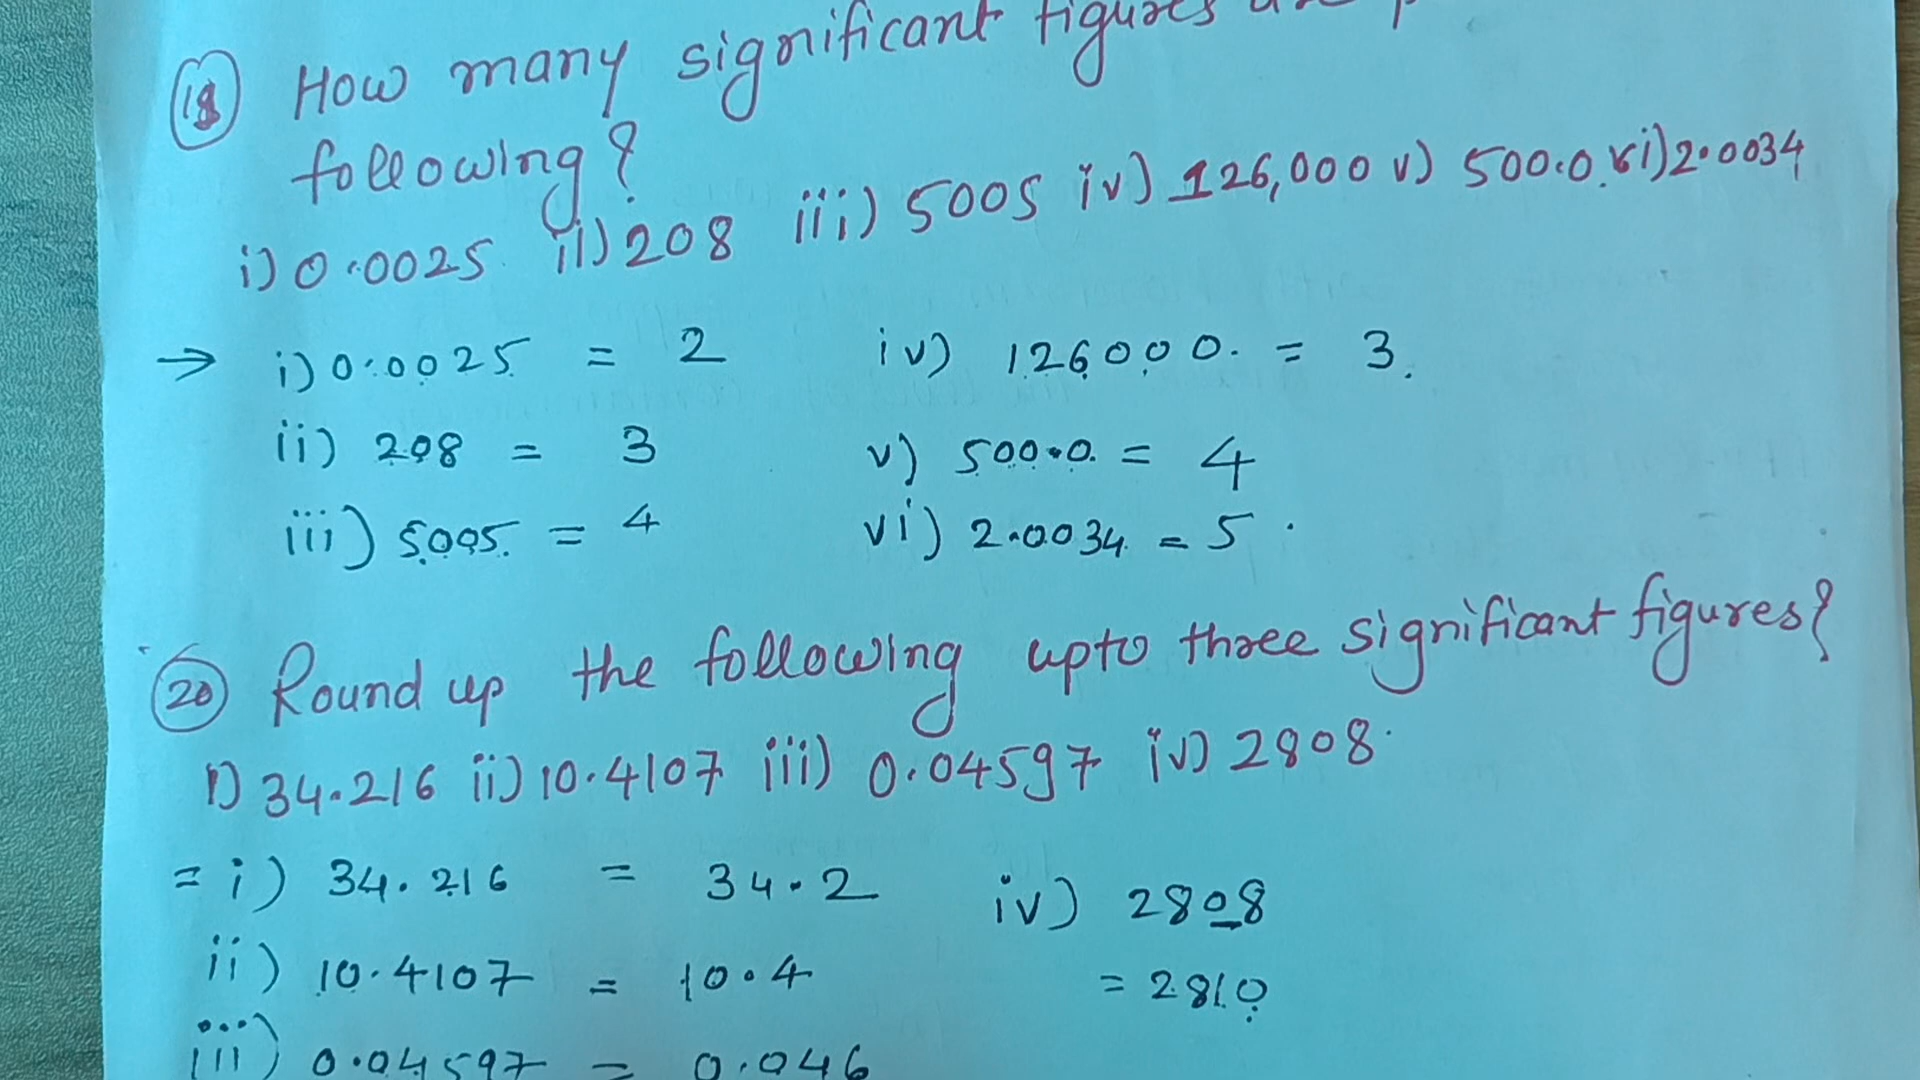 18 How many significant figures are
following?
i) 0.0025 ii) 208 iii) 5005 iv) 126,000 v) 500.0 vi) 2.0034
→ i) 0.0025 = 2 iv) 126000. = 3.
ii) 208 = 3 v) 500.0 = 4
iii) 5005. = 4 vi) 2.0034 = 5.
20 Round up the following upto three significant figures?
i) 34.216 ii) 10.4107 iii) 0.04597 iv) 2808.
= i) 34.216 = 34.2 iv) 2808
ii) 10.4107 = 10.4 = 2810
iii) 0.04597 = 0.046